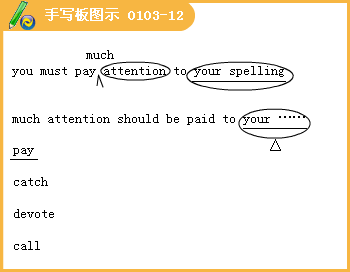 手写板图示 0103-12
much
you must pay attention to your spelling
much attention should be paid to your ……
pay
catch
devote
call